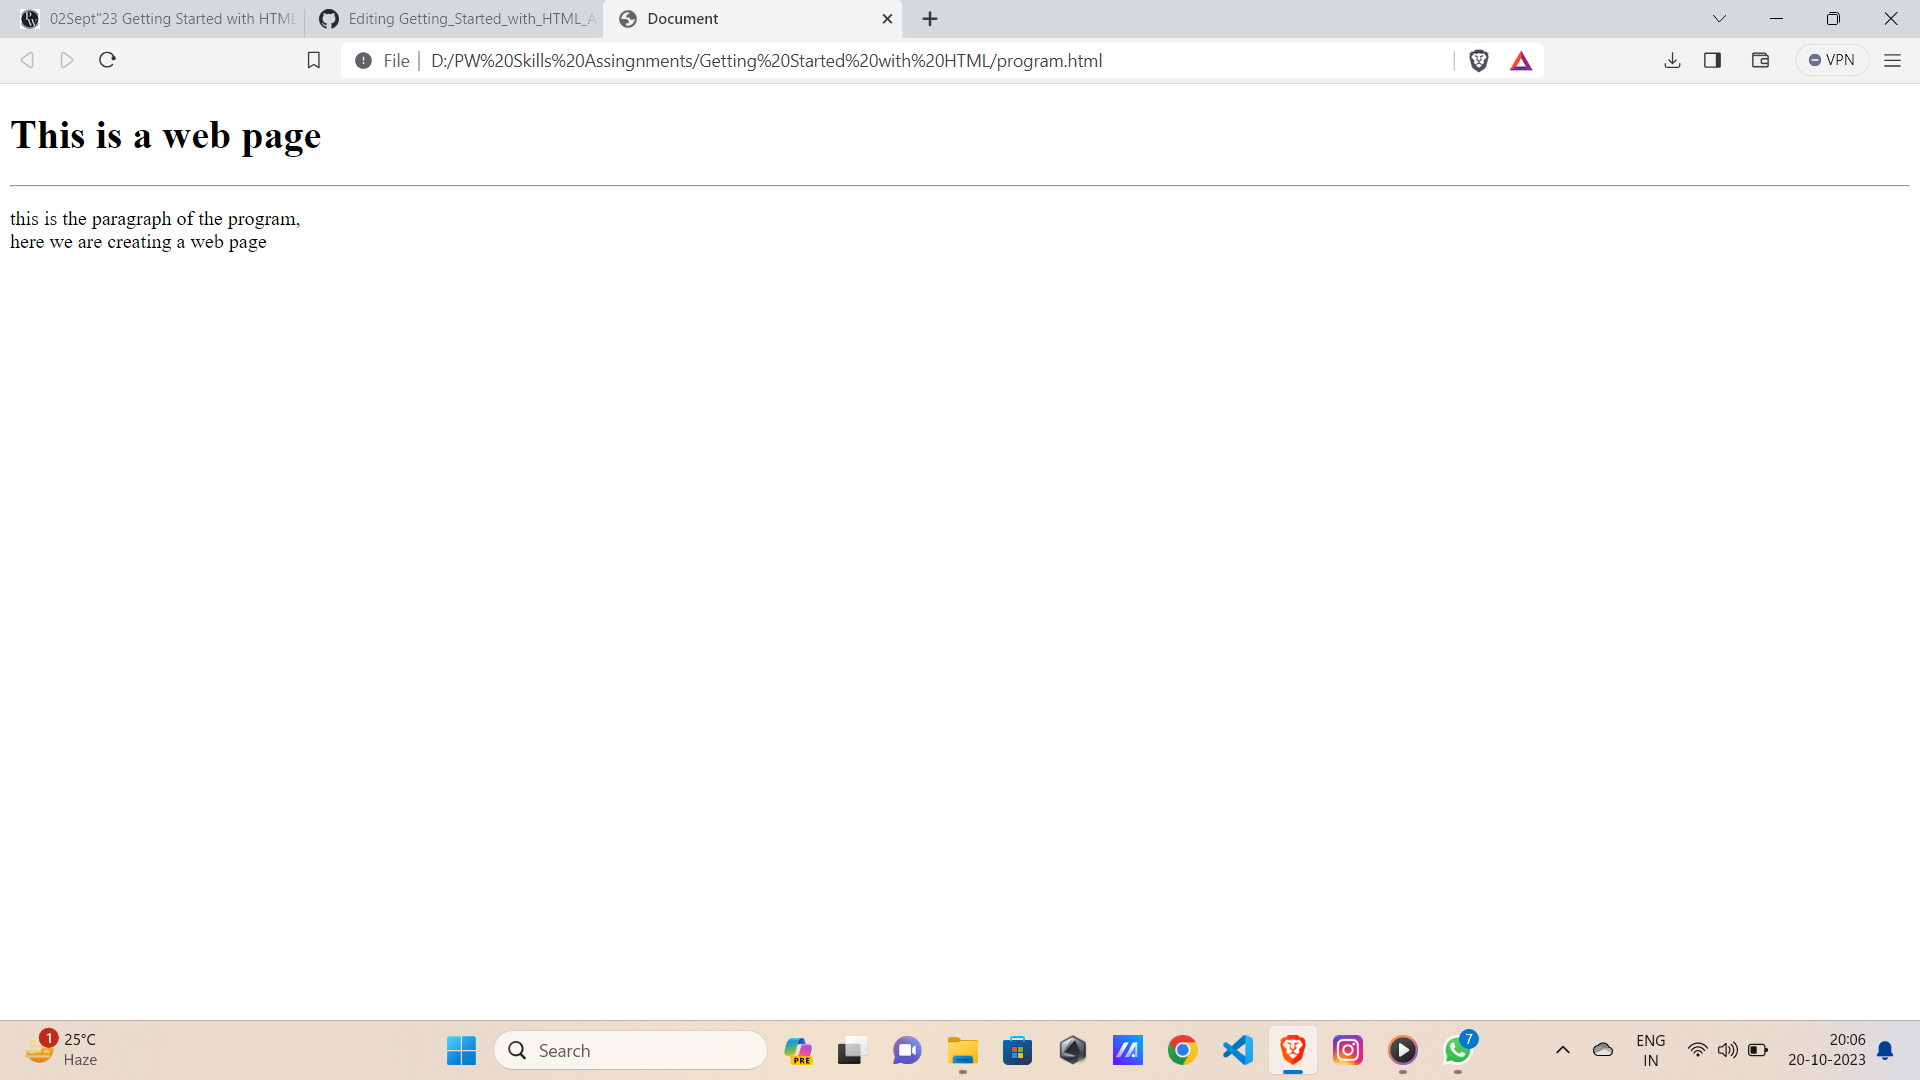 02Sept"23 Getting Started with HTML
Editing Getting_Started_with_HTML_A
Document
File
D:/PW%20Skills%20Assingnments/Getting%20Started%20with%20HTML/program.html
VPN
This is a web page
this is the paragraph of the program,
here we are creating a web page
1
25°C
Haze
Search
PRE
7
ENG
IN
20:06
20-10-2023